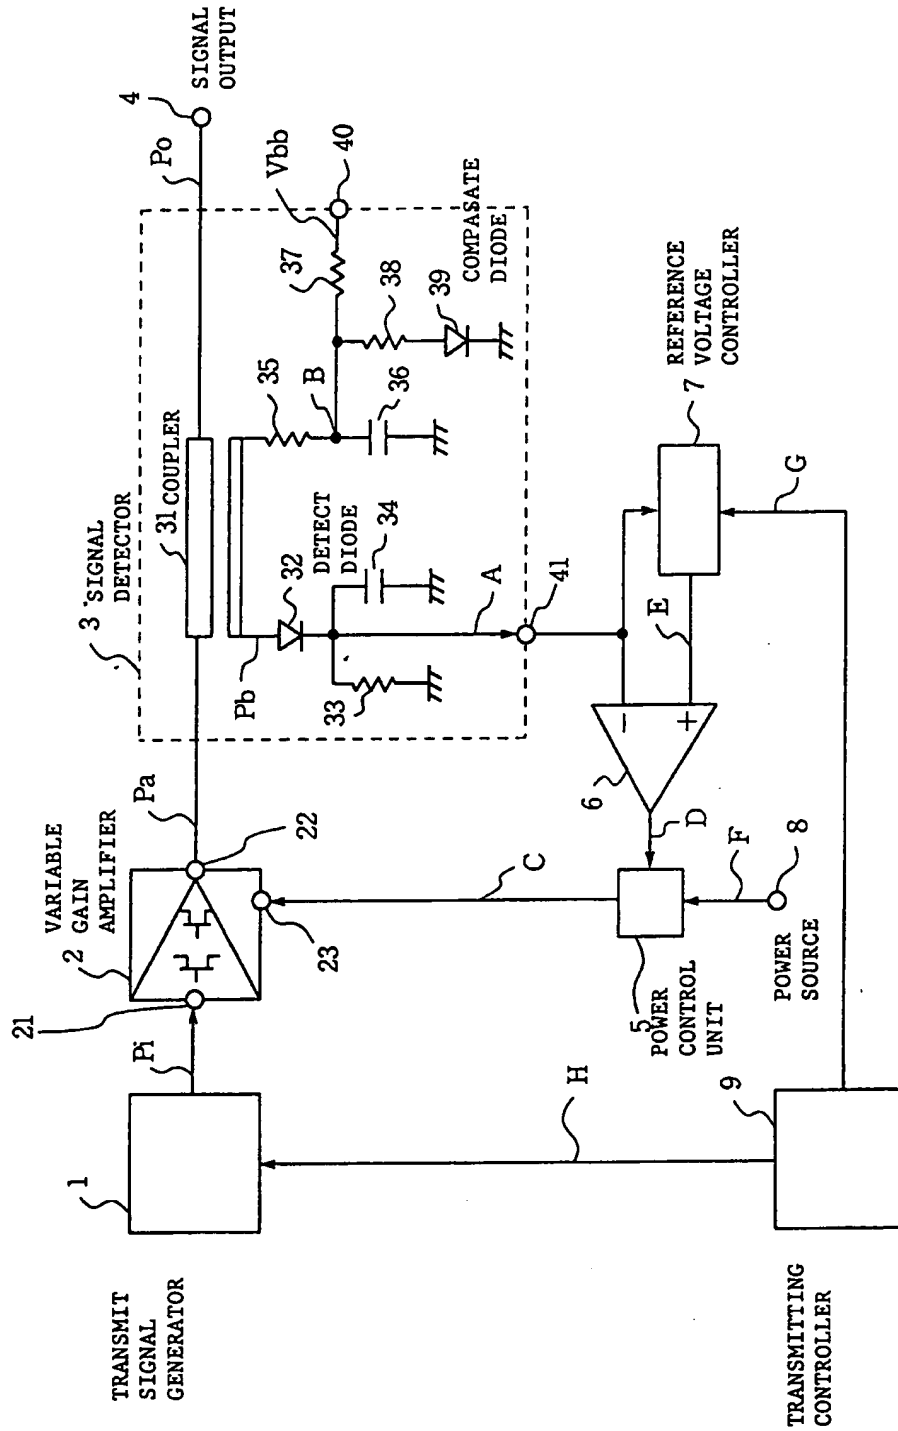 TRANSMIT
SIGNAL
GENERATOR
1
Pi
21
2
VARIABLE
GAIN
AMPLIFIER
22
23
Pa
3 SIGNAL
DETECTOR
31 COUPLER
Po
4
SIGNAL
OUTPUT
Pb
32
DETECT
DIODE
33
34
A
41
35
B
36
37
Vbb
40
38
39
COMPASATE
DIODE
C
6
−
+
D
E
7
REFERENCE
VOLTAGE
CONTROLLER
G
5
POWER
CONTROL
UNIT
F
8
POWER
SOURCE
H
9
TRANSMITTING
CONTROLLER